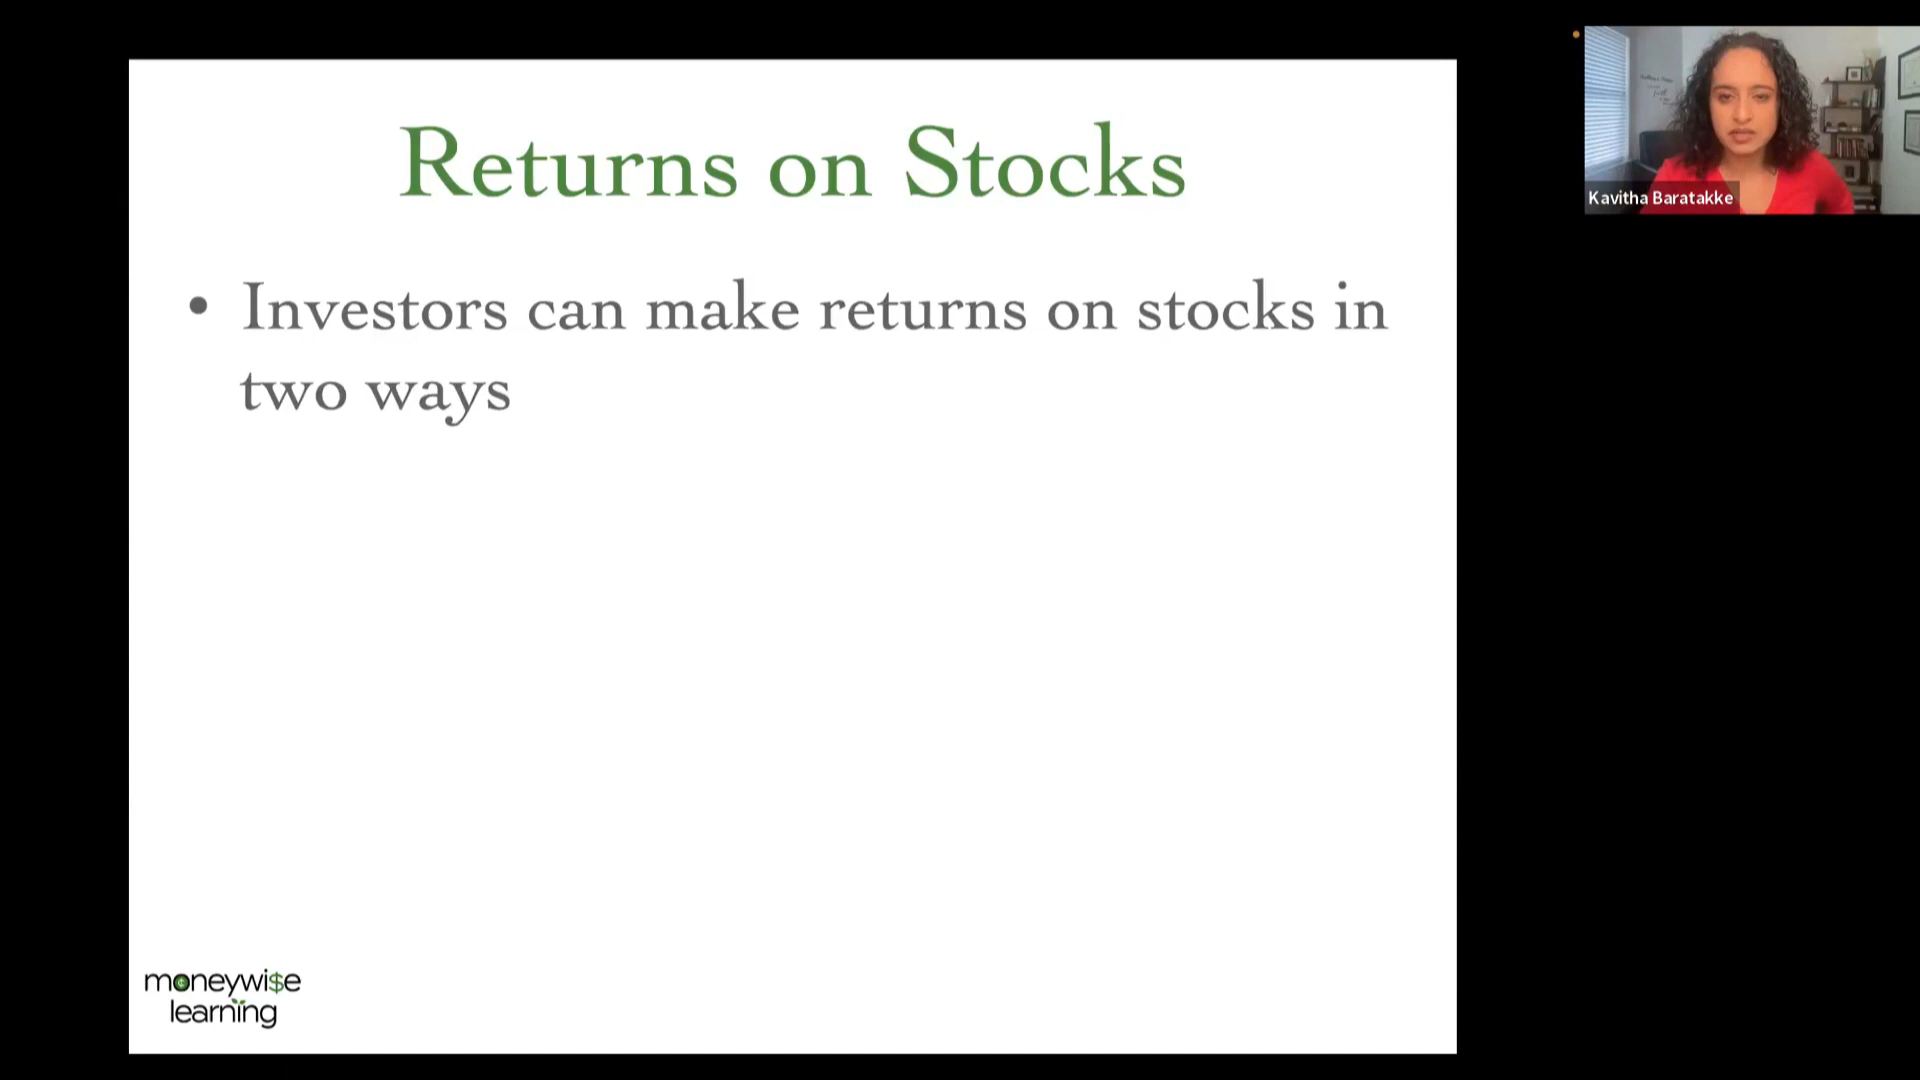 Returns on Stocks
• Investors can make returns on stocks in
two ways
moneywi$e
learning
Kavitha Baratakke